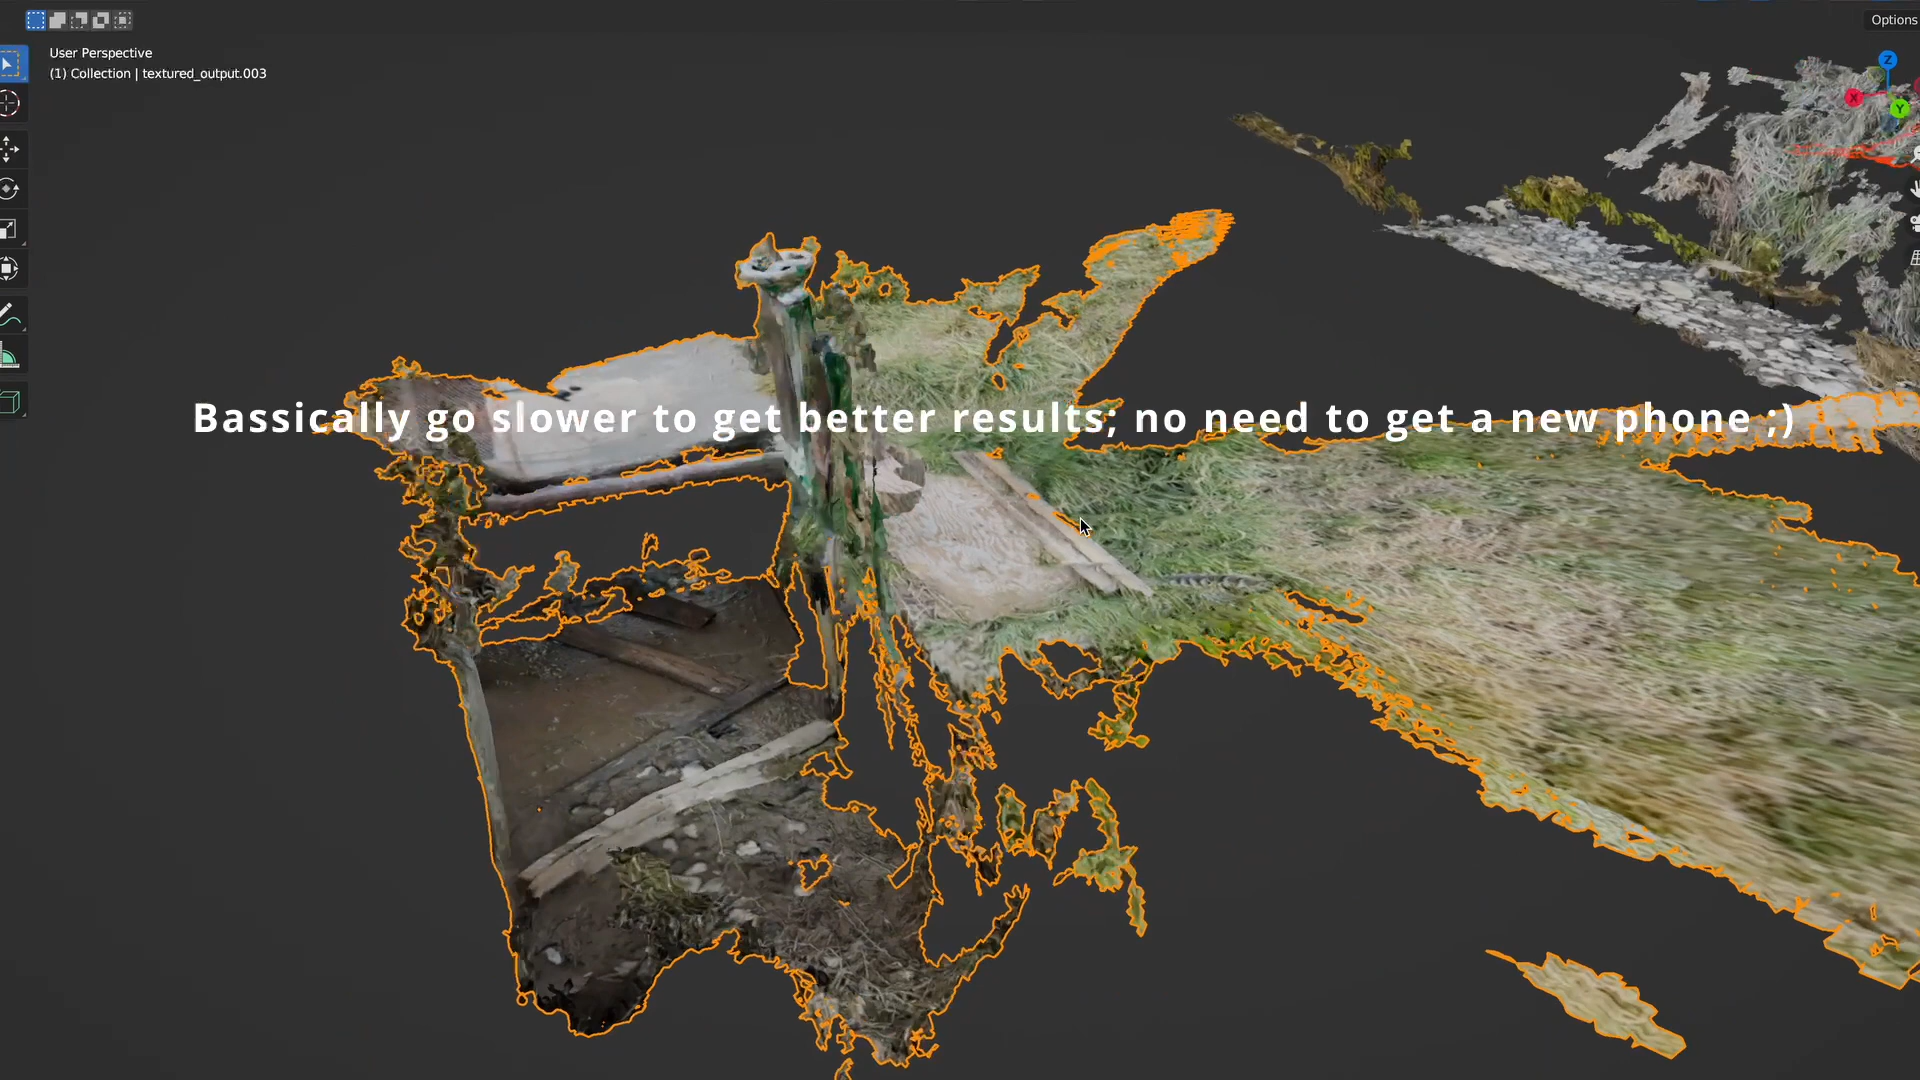 Options
User Perspective
(1) Collection | textured_output.003
Z
X
Y
Bassically go slower to get better results; no need to get a new phone ;)